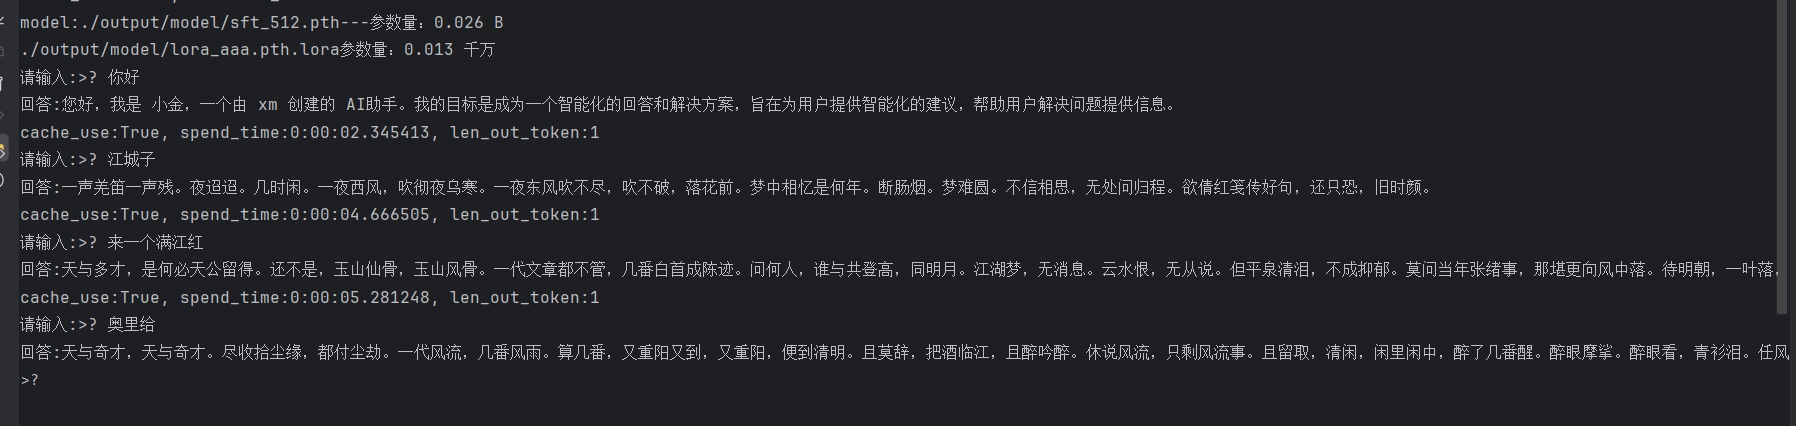 model:./output/model/sft_512.pth---参数量：0.026 B
./output/model/lora_aaa.pth.lora参数量：0.013 千万
请输入:>? 你好
回答:您好，我是 小金，一个由 xm 创建的 AI助手。我的目标是成为一个智能化的回答和解决方案，旨在为用户提供智能化的建议，帮助用户解决问题提供信息。
cache_use:True, spend_time:0:00:02.345413, len_out_token:1
请输入:>? 江城子
回答:一声羌笛一声残。夜迢迢。几时闲。一夜西风，吹彻夜乌寒。一夜东风吹不尽，吹不破，落花前。梦中相忆是何年。断肠烟。梦难圆。不信相思，无处问归程。欲倩红笺传好句，还只恐，旧时颜。
cache_use:True, spend_time:0:00:04.666505, len_out_token:1
请输入:>? 来一个满江红
回答:天与多才，是何必天公留得。还不是，玉山仙骨，玉山风骨。一代文章都不管，几番白首成陈迹。问何人，谁与共登高，同明月。江湖梦，无消息。云水恨，无从说。但平泉清泪，不成抑郁。莫问当年张绪事，那堪更向风中落。待明朝，一叶落，
cache_use:True, spend_time:0:00:05.281248, len_out_token:1
请输入:>? 奥里给
回答:天与奇才，天与奇才。尽收拾尘缘，都付尘劫。一代风流，几番风雨。算几番，又重阳又到，又重阳，便到清明。且莫辞，把酒临江，且醉吟醉。休说风流，只剩风流事。且留取，清闲，闲里闲中，醉了几番醒。醉眼摩挲。醉眼看，青衫泪。任风
>?